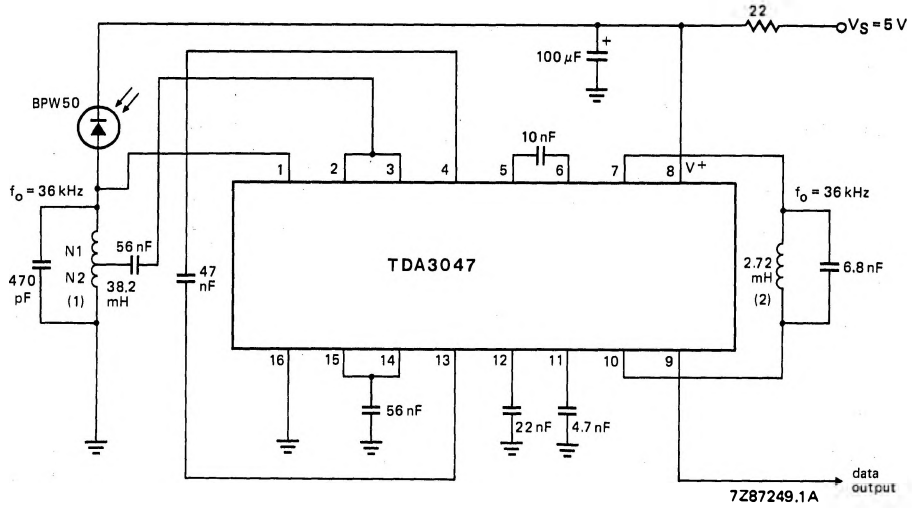 22
V_S = 5 V
+
100 µF
BPW50
10 nF
1 2 3 4 5 6 7 8 V+
f_o = 36 kHz
f_o = 36 kHz
N1
56 nF
N2
470 pF
(1)
38.2 mH
47 nF
TDA3047
2.72 mH
(2)
6.8 nF
16 15 14 13 12 11 10 9
56 nF
22 nF
4.7 nF
data output
7Z87249.1A